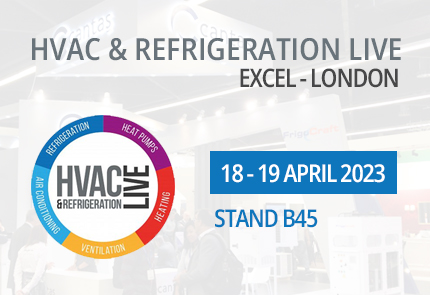 HVAC & REFRIGERATION LIVE
EXCEL - LONDON
REFRIGERATION
HEAT PUMPS
AIR CONDITIONING
HVAC
&REFRIGERATION
LIVE
HEATING
VENTILATION
18 - 19 APRIL 2023
STAND B45
cantas